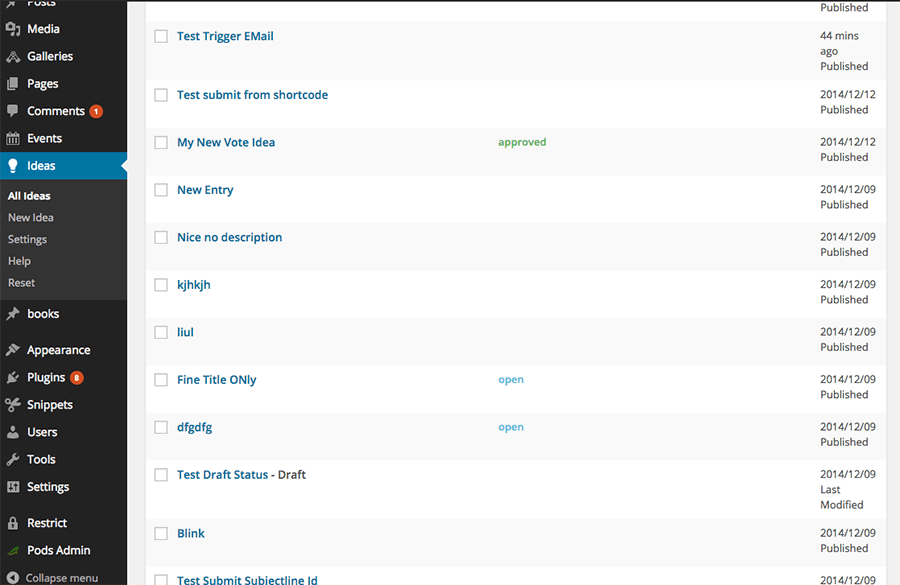 Posts
Media
Galleries
Pages
Comments 1
Events
Ideas
All Ideas
New Idea
Settings
Help
Reset
books
Appearance
Plugins 8
Snippets
Users
Tools
Settings
Restrict
Pods Admin
Collapse menu
Published
Test Trigger EMail
44 mins
ago
Published
Test submit from shortcode
2014/12/12
Published
My New Vote Idea
approved
2014/12/12
Published
New Entry
2014/12/09
Published
Nice no description
2014/12/09
Published
kjhkjh
2014/12/09
Published
liul
2014/12/09
Published
Fine Title ONly
open
2014/12/09
Published
dfgdfg
open
2014/12/09
Published
Test Draft Status - Draft
2014/12/09
Last
Modified
Blink
2014/12/09
Published
Test Submit Subjectline Id
2014/12/09